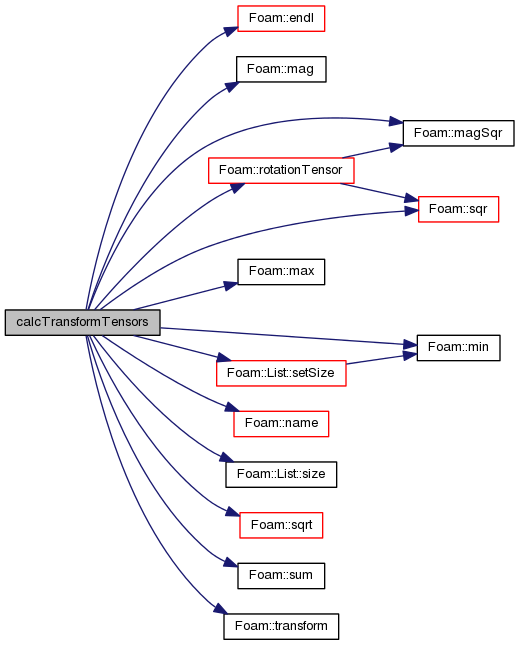 Foam::endl
Foam::mag
Foam::magSqr
Foam::rotationTensor
Foam::sqr
Foam::max
calcTransformTensors
Foam::min
Foam::List::setSize
Foam::name
Foam::List::size
Foam::sqrt
Foam::sum
Foam::transform